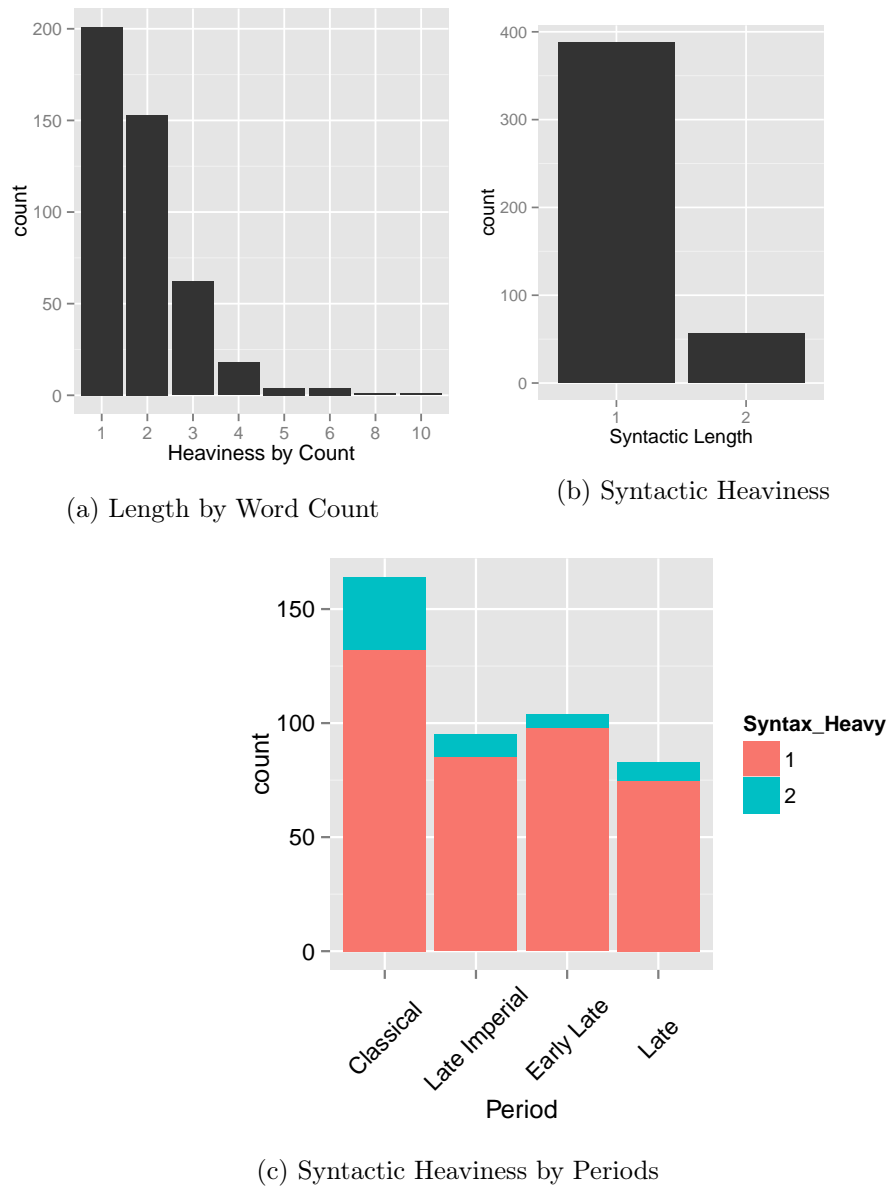 200
150
100
50
0
count
1 2 3 4 5 6 8 10
Heaviness by Count
(a) Length by Word Count
400
300
200
100
0
count
1 2
Syntactic Length
(b) Syntactic Heaviness
150
100
50
0
count
Classical
Late Imperial
Early Late
Late
Period
Syntax_Heavy
1
2
(c) Syntactic Heaviness by Periods